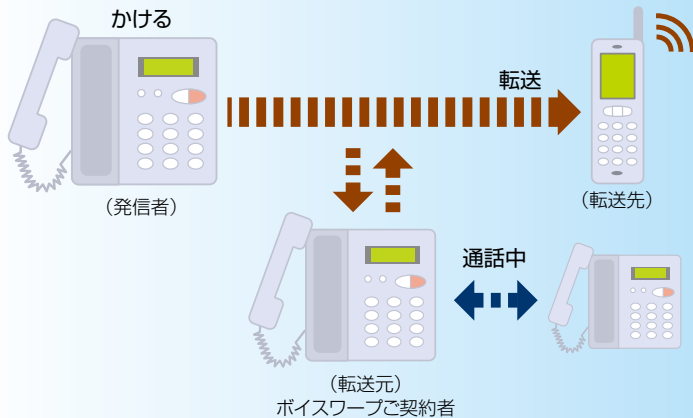 かける
転送
(発信者)
(転送先)
通話中
(転送元)
ボイスワープご契約者